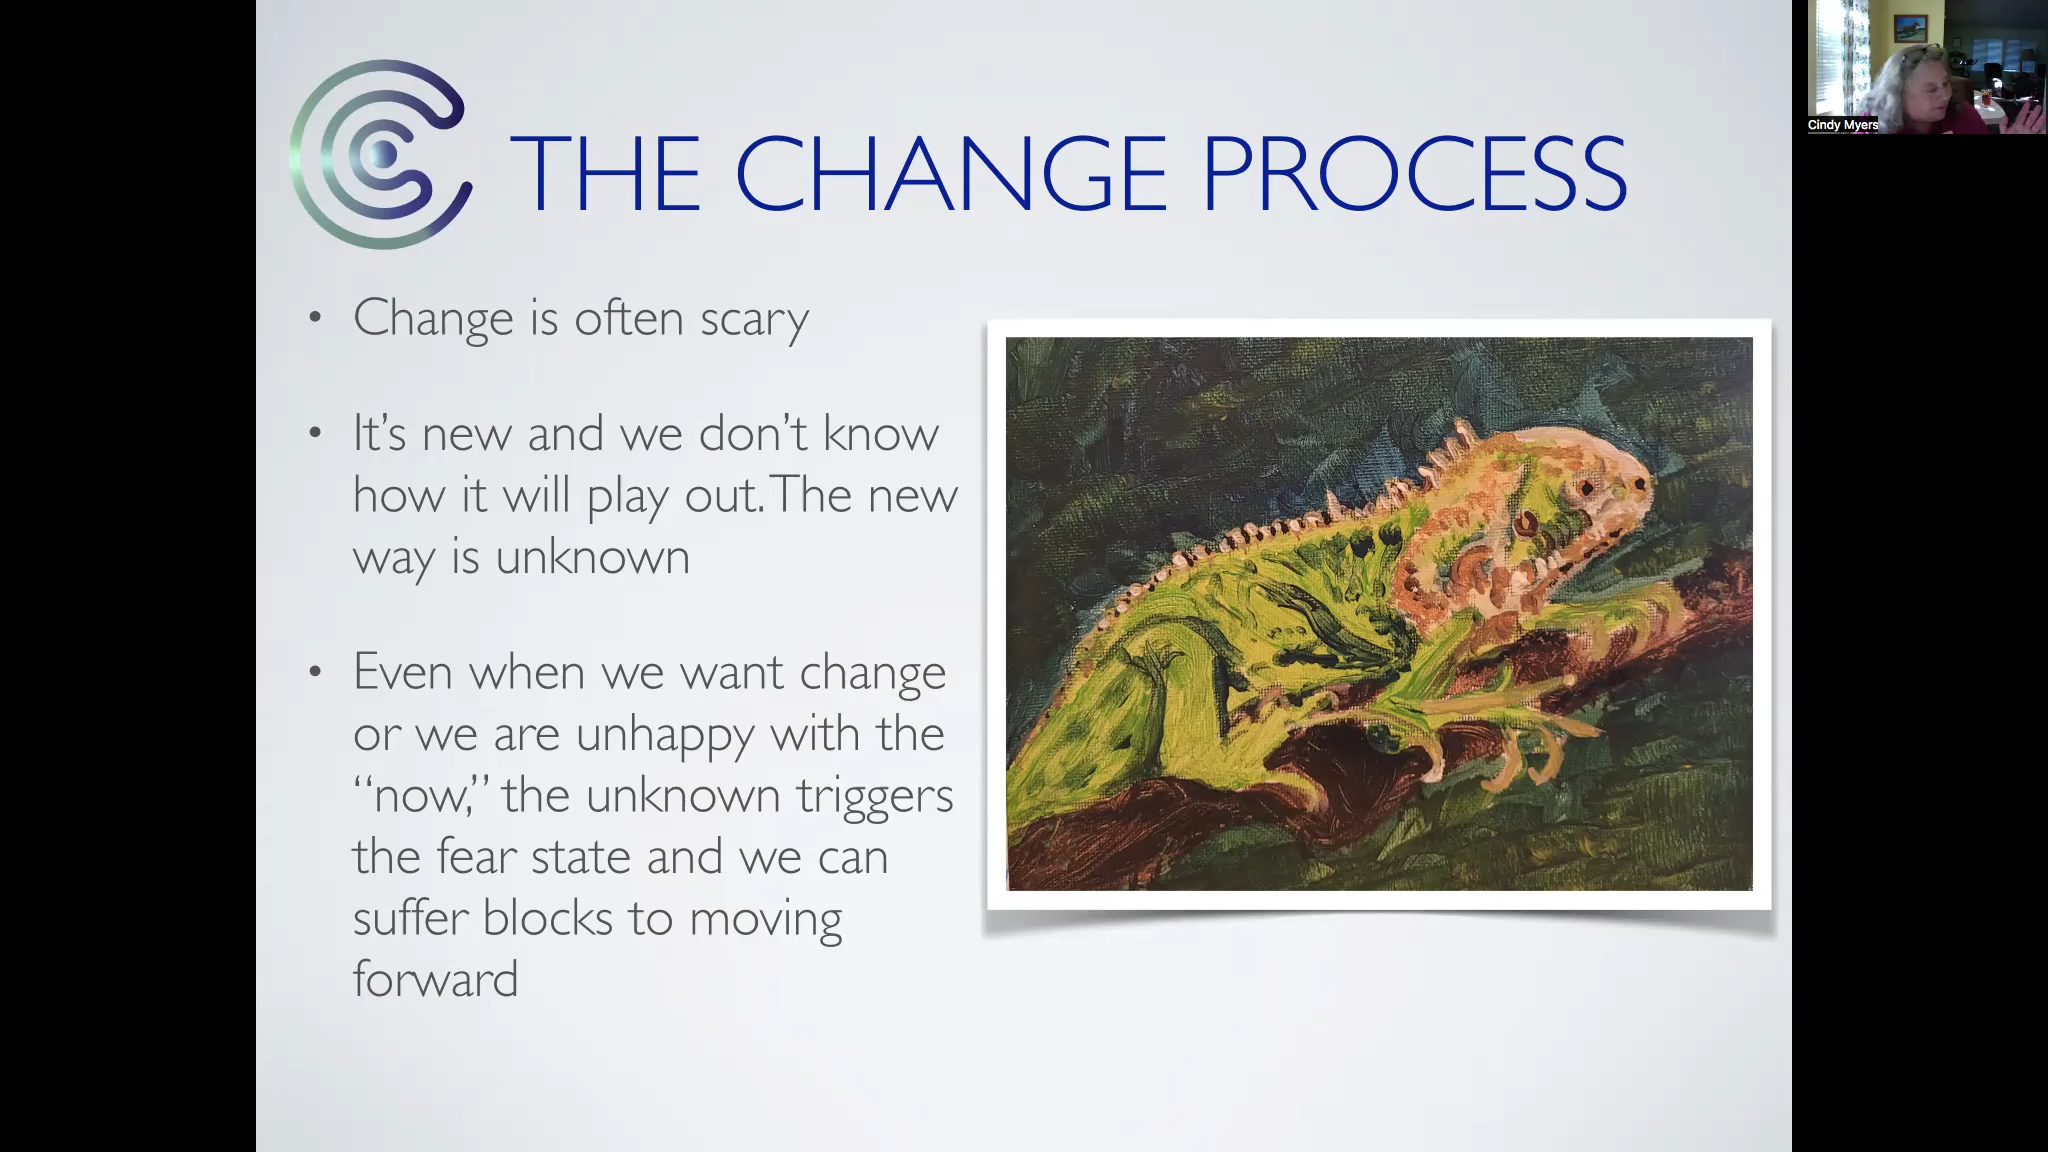 THE CHANGE PROCESS
Cindy Myers
• Change is often scary
• It’s new and we don’t know
how it will play out. The new
way is unknown
• Even when we want change
or we are unhappy with the
“now,” the unknown triggers
the fear state and we can
suffer blocks to moving
forward